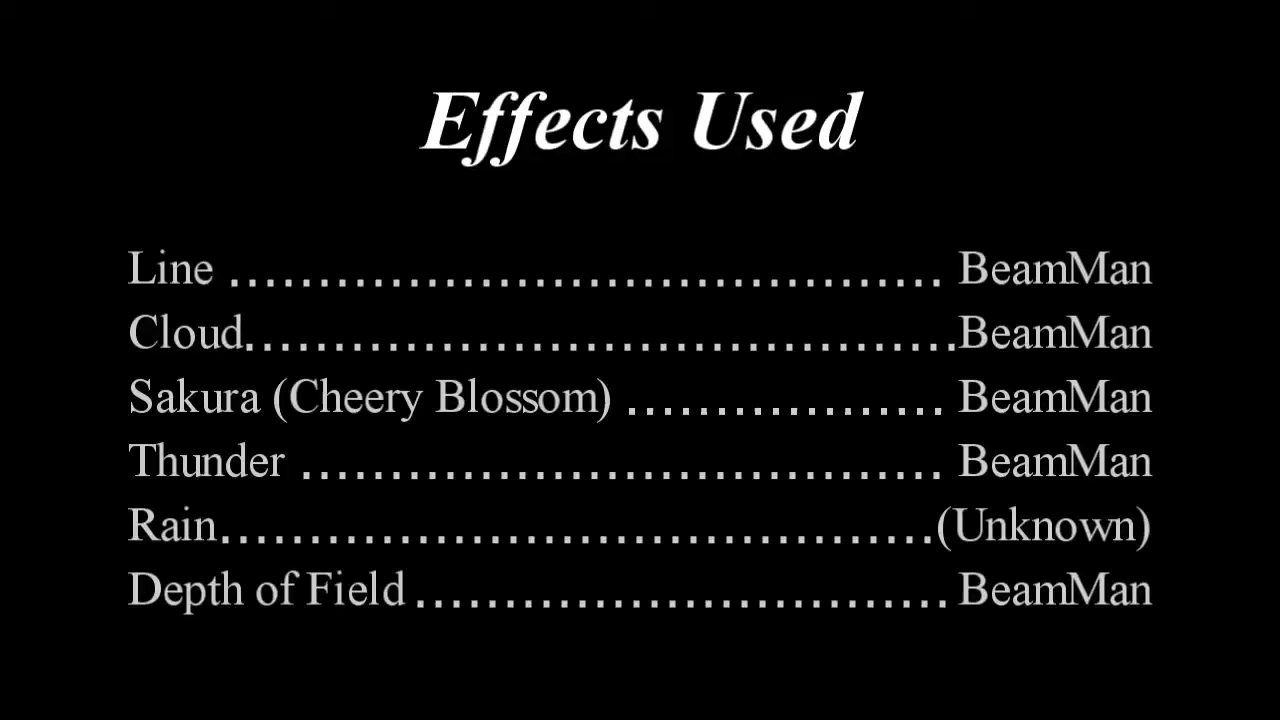 Effects Used
Line ........................................ BeamMan
Cloud........................................BeamMan
Sakura (Cheery Blossom) .................. BeamMan
Thunder .................................... BeamMan
Rain........................................(Unknown)
Depth of Field .............................. BeamMan